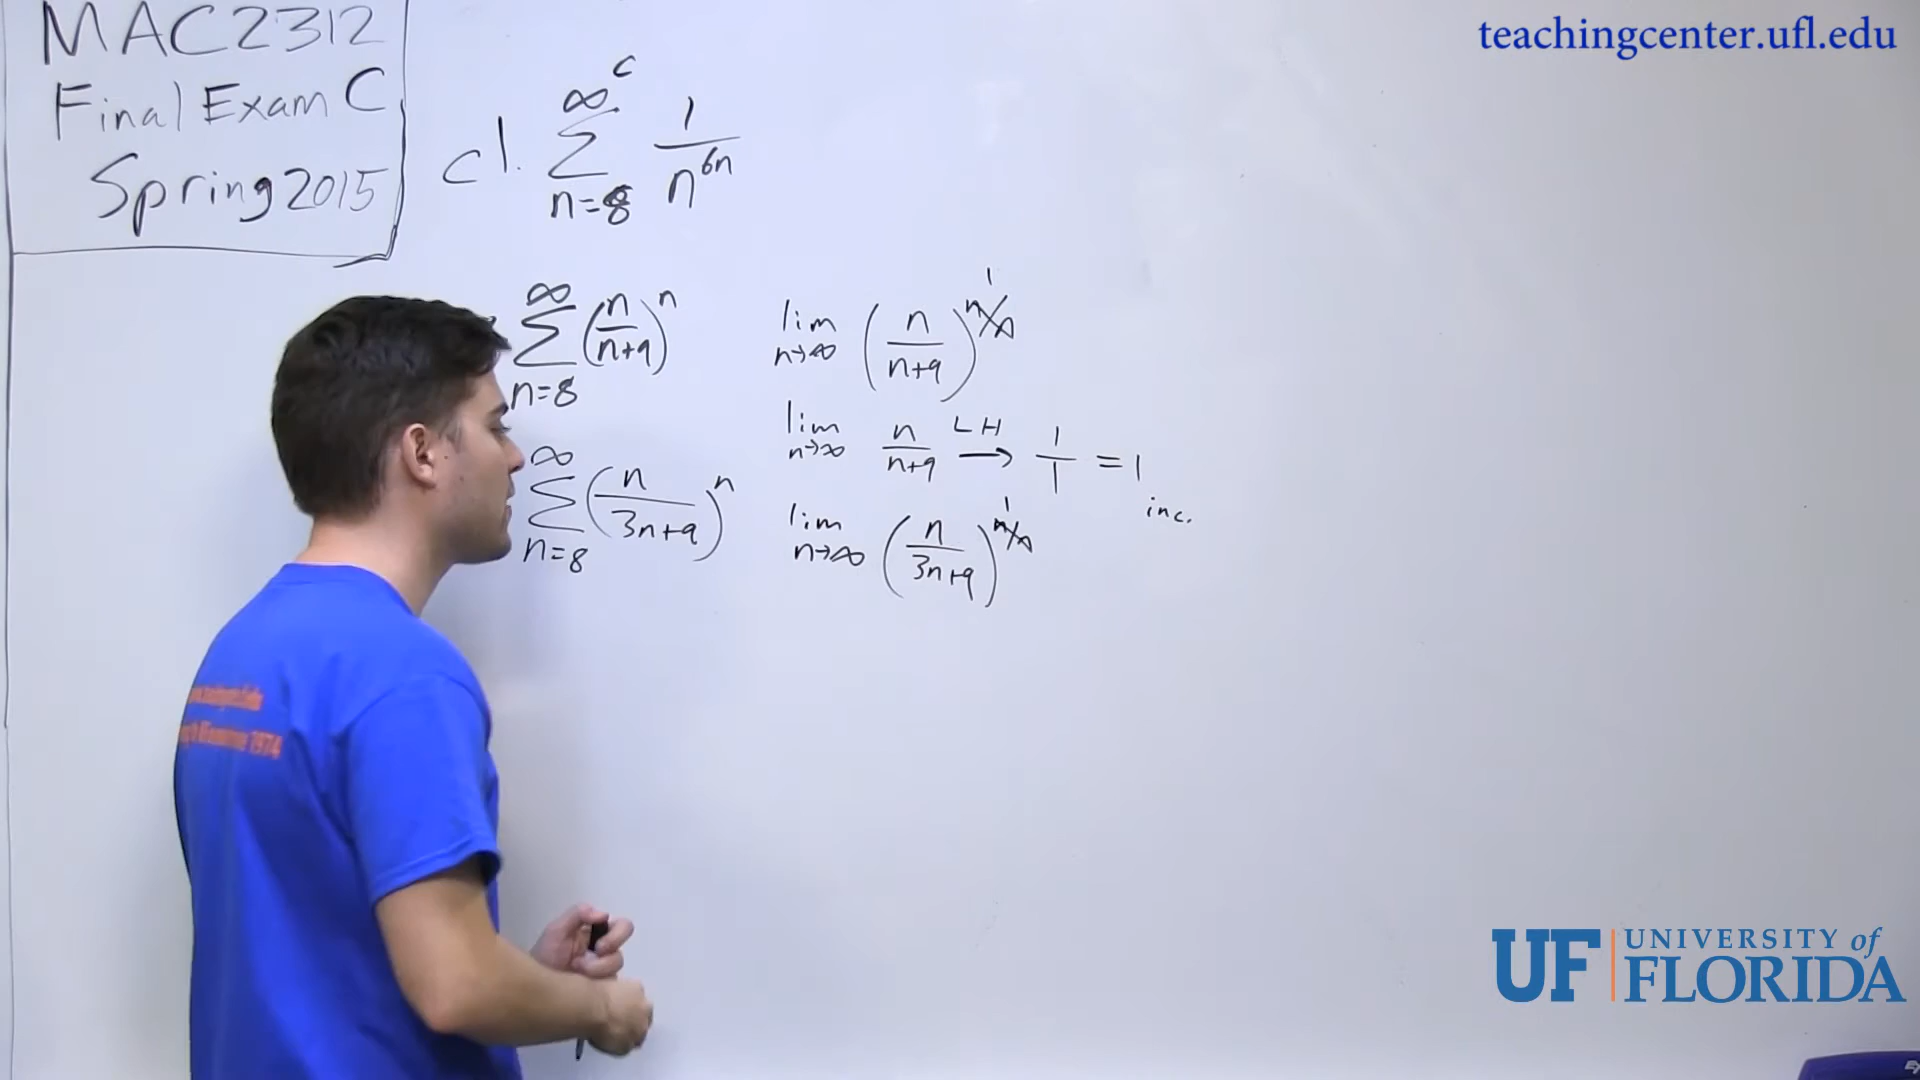 MAC2312
Final Exam C
Spring 2015
teachingcenter.ufl.edu
C
C1. ∞ Σ n=8 1/n^6n
∞ Σ n=8 (n/n+9)^n
lim n→∞ (n/n+9)^n/n 1
lim n→∞ n/n+9 LH → 1/1 = 1
inc.
∞ Σ n=8 (n/3n+9)^n
lim n→∞ (n/3n+9)^n/n 1
UF UNIVERSITY of
FLORIDA